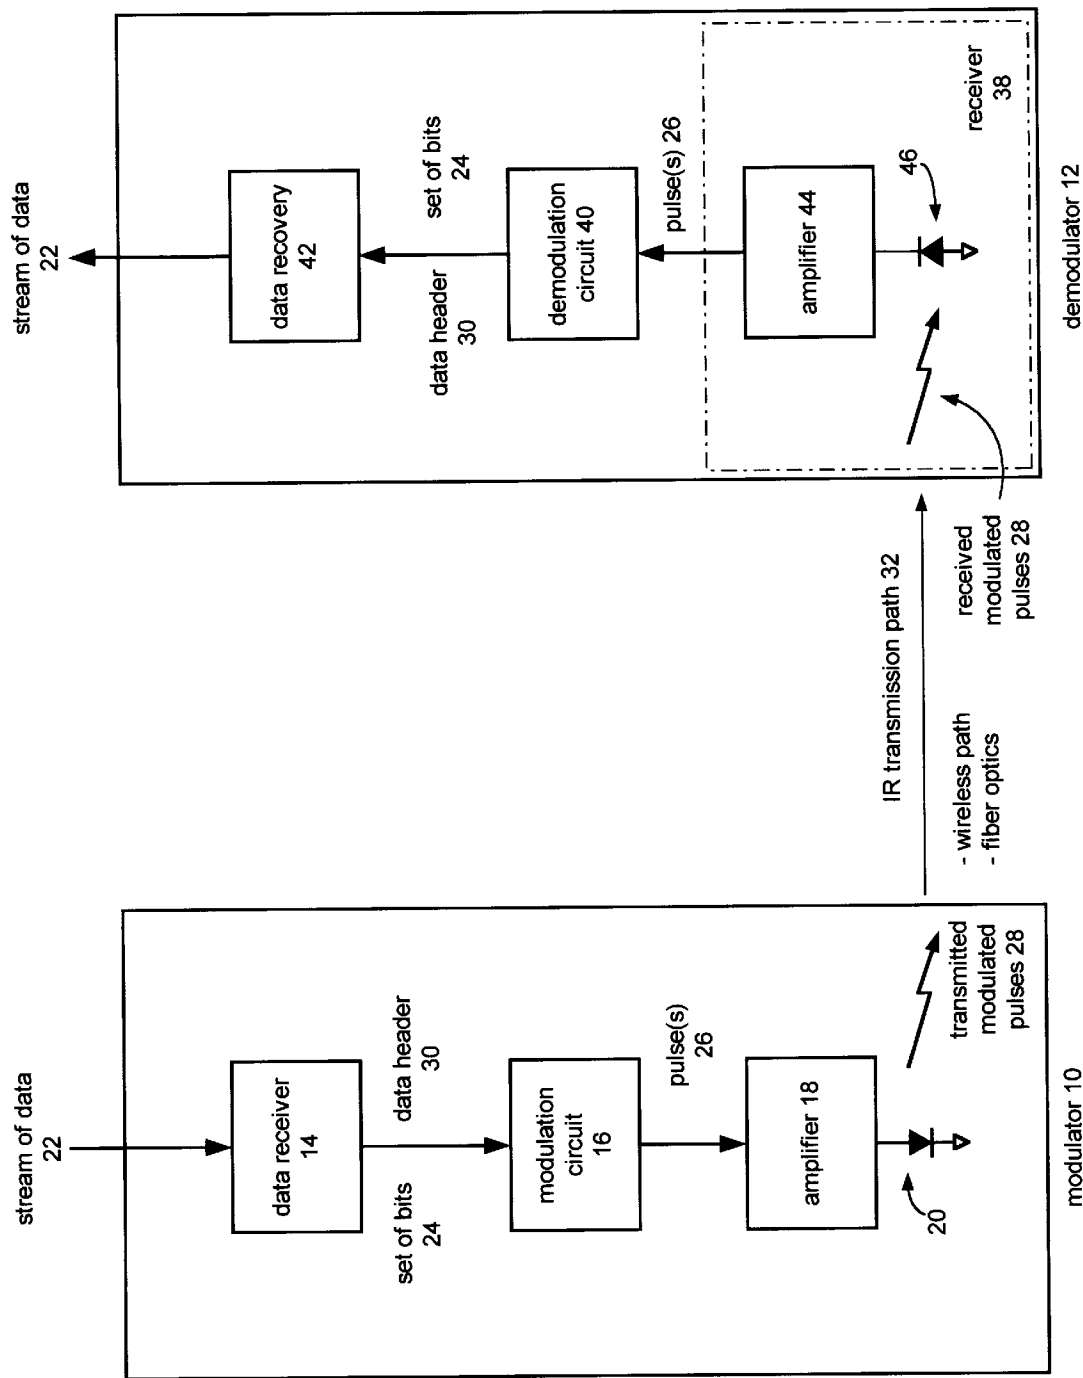 stream of data
22
data receiver
14
set of bits
24
data header
30
modulation
circuit
16
pulse(s)
26
amplifier 18
20
transmitted
modulated
pulses 28
modulator 10
IR transmission path 32
- wireless path
- fiber optics
stream of data
22
data recovery
42
data header
30
set of bits
24
demodulation
circuit 40
pulse(s) 26
amplifier 44
46
receiver
38
received
modulated
pulses 28
demodulator 12